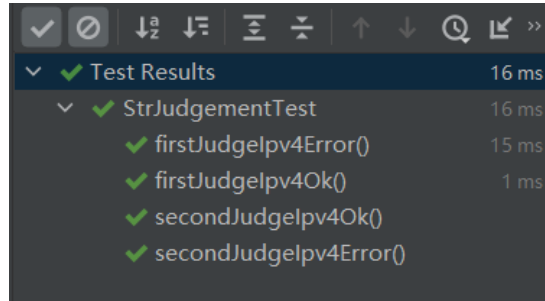 Test Results 16 ms
StrJudgementTest 16 ms
firstJudgeIpv4Error() 15 ms
firstJudgeIpv4Ok() 1 ms
secondJudgeIpv4Ok()
secondJudgeIpv4Error()